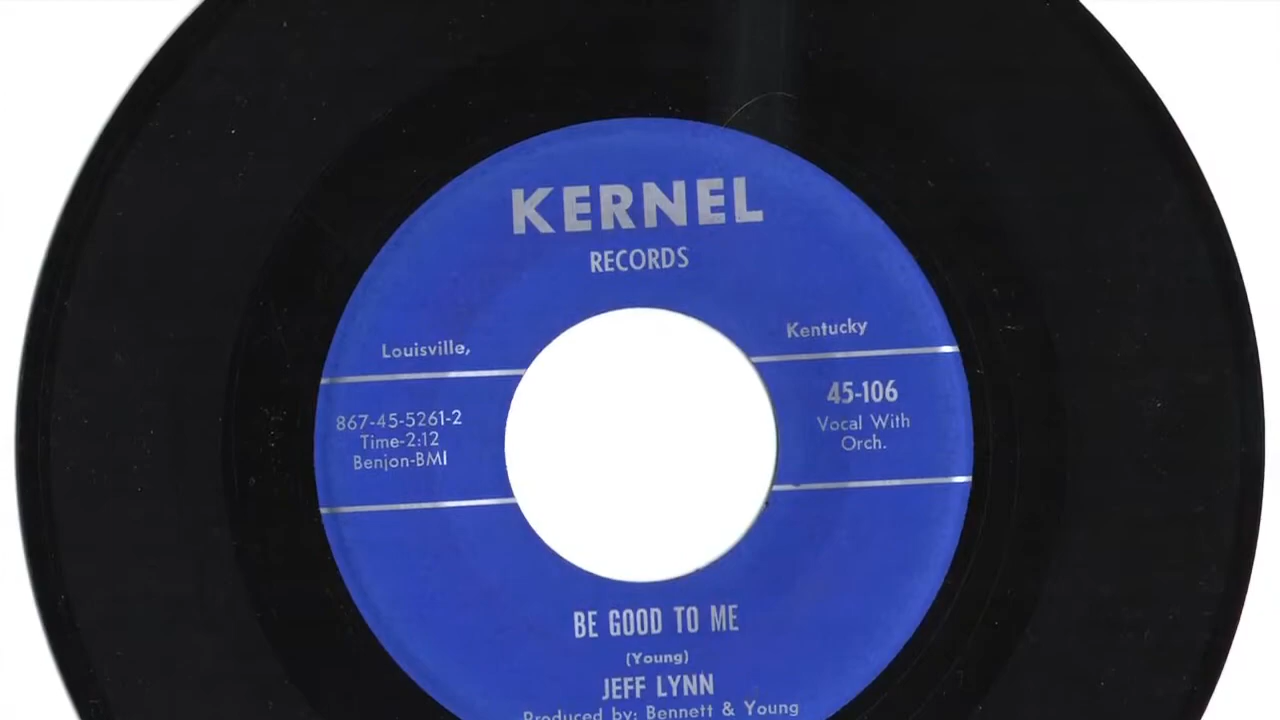 KERNEL
RECORDS
Louisville,
Kentucky
867-45-5261-2
Time-2:12
Benjon-BMI
45-106
Vocal With
Orch.
BE GOOD TO ME
(Young)
JEFF LYNN
Produced by: Bennett & Young